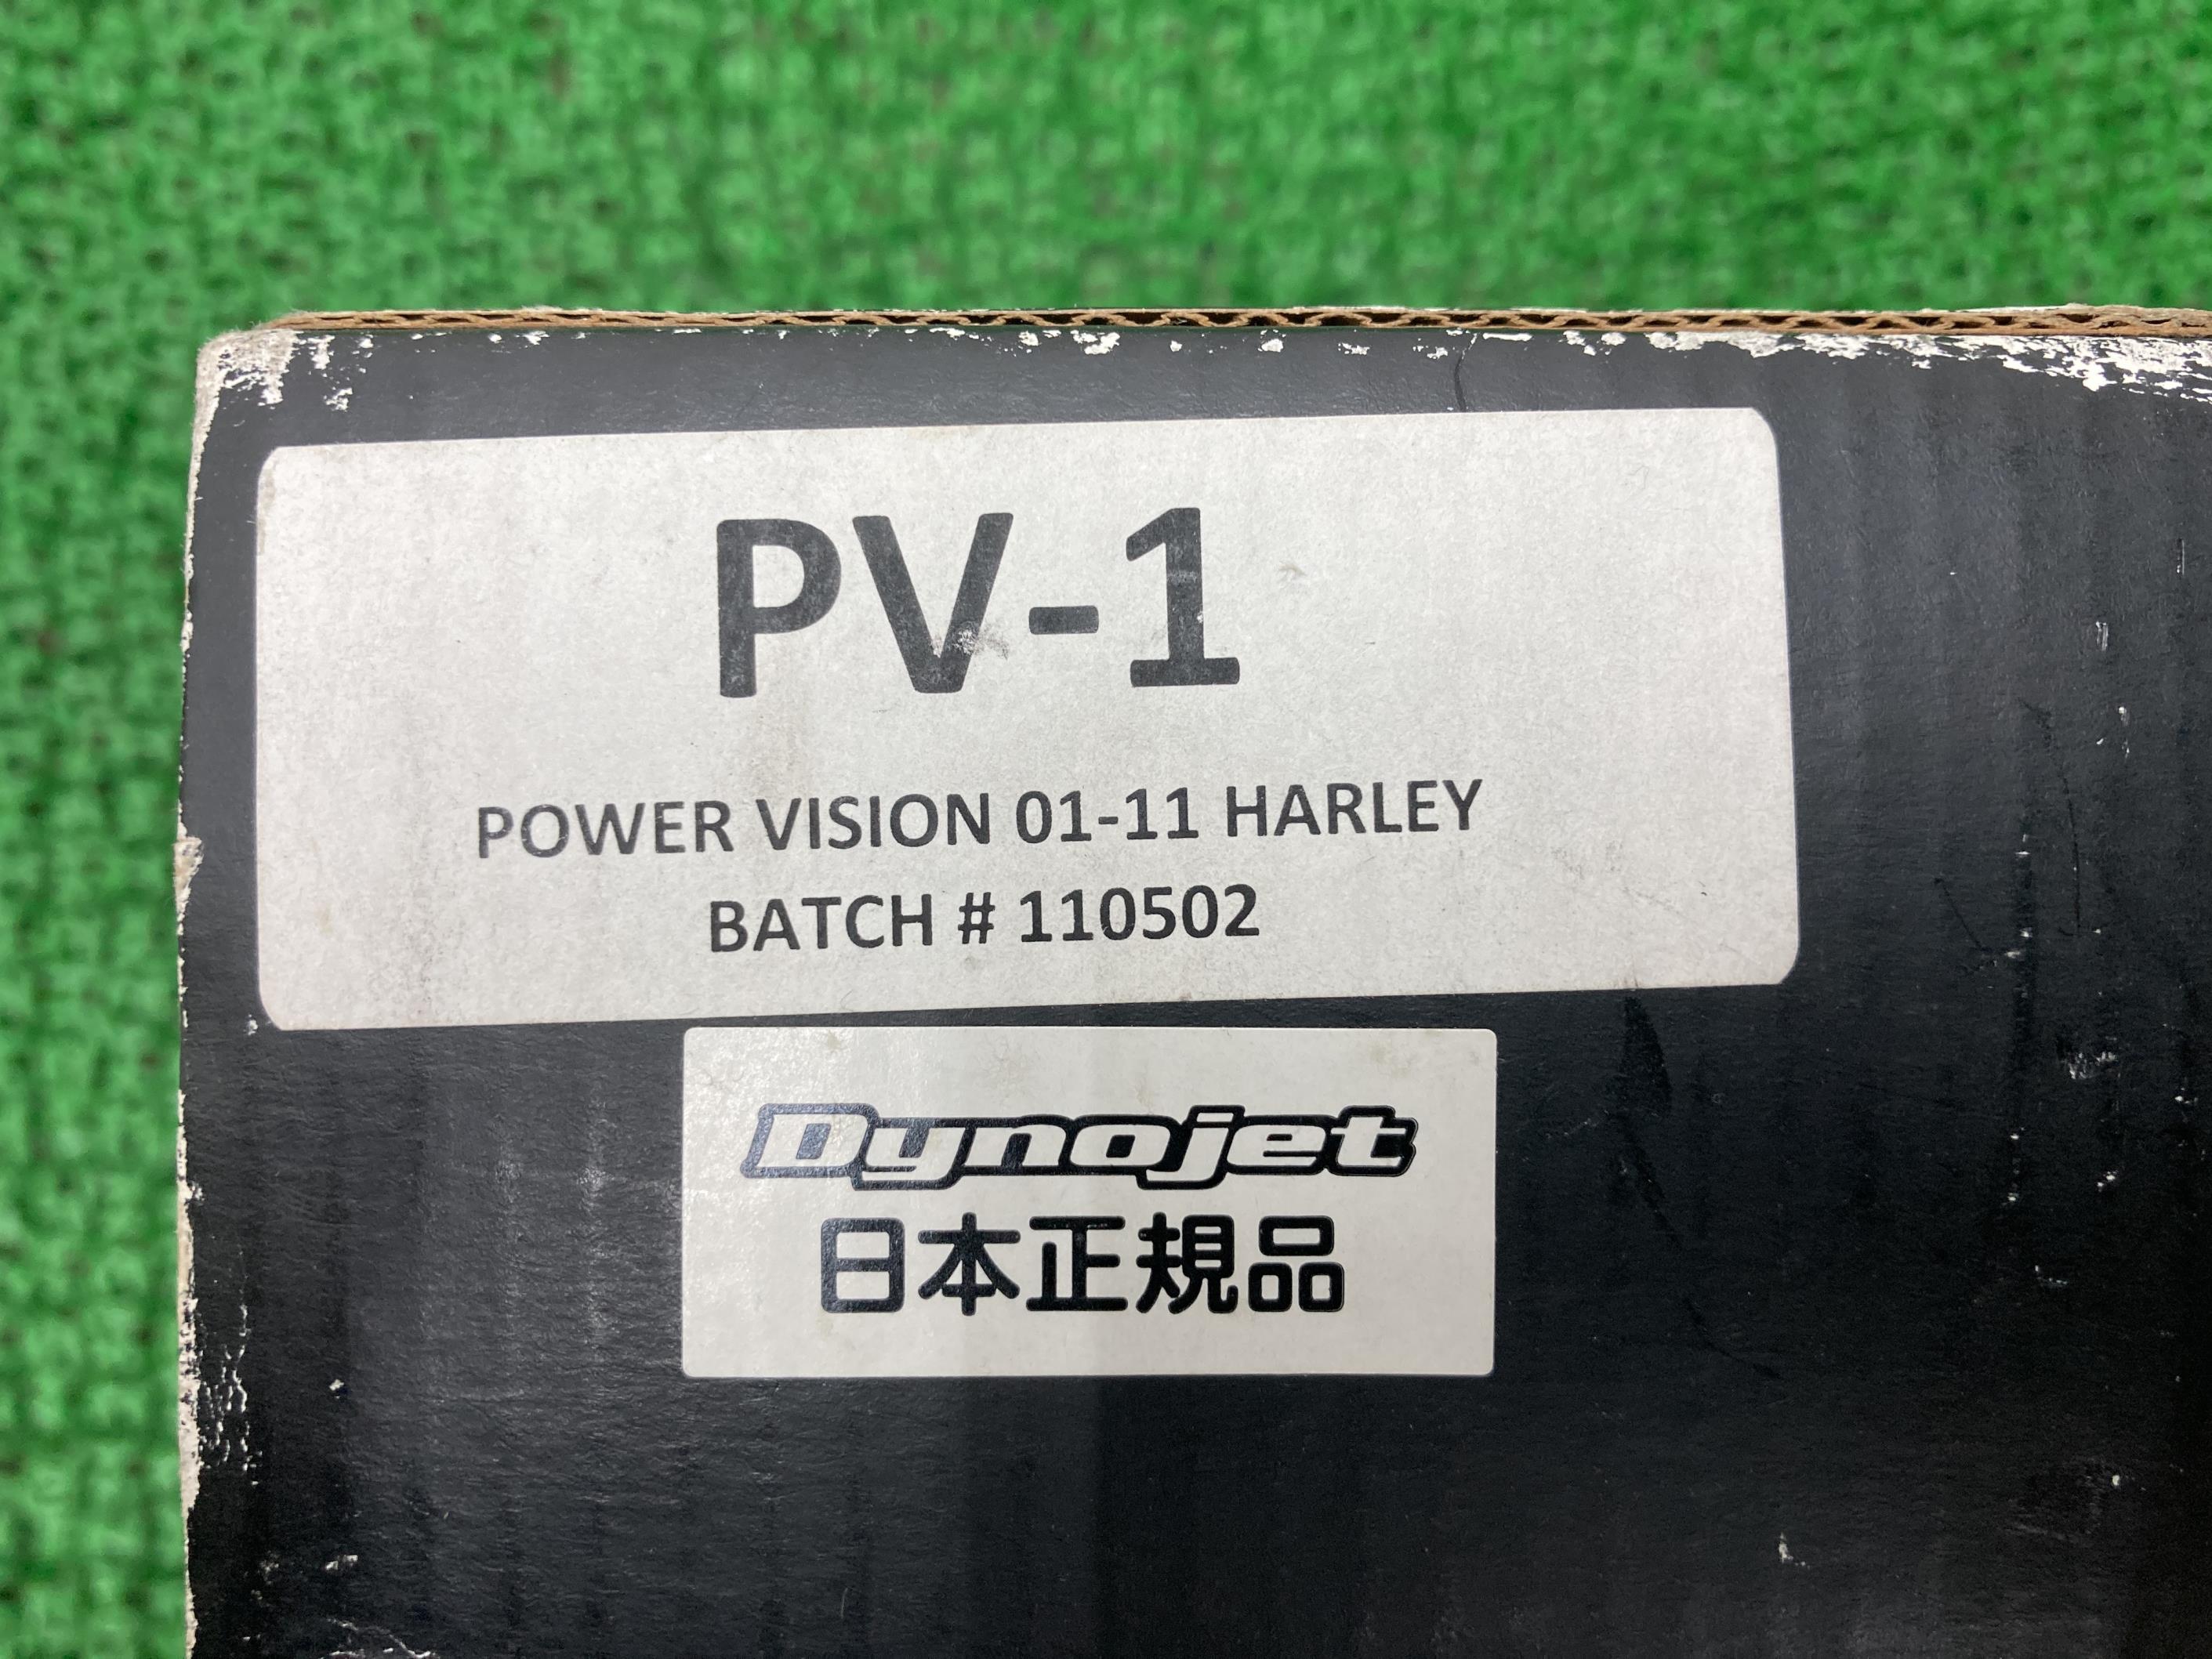 PV-1
POWER VISION 01-11 HARLEY
BATCH # 110502
Dynojet
日本正規品